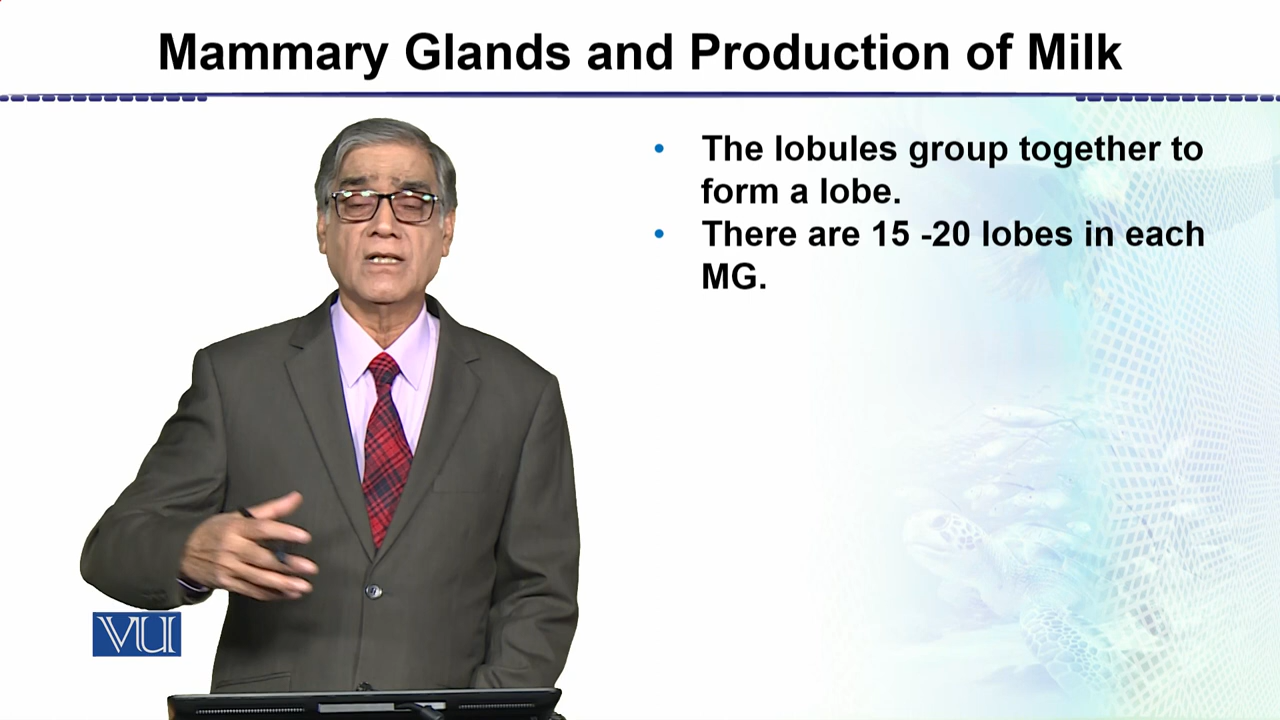 Mammary Glands and Production of Milk
• The lobules group together to
form a lobe.
• There are 15 -20 lobes in each
MG.
VU